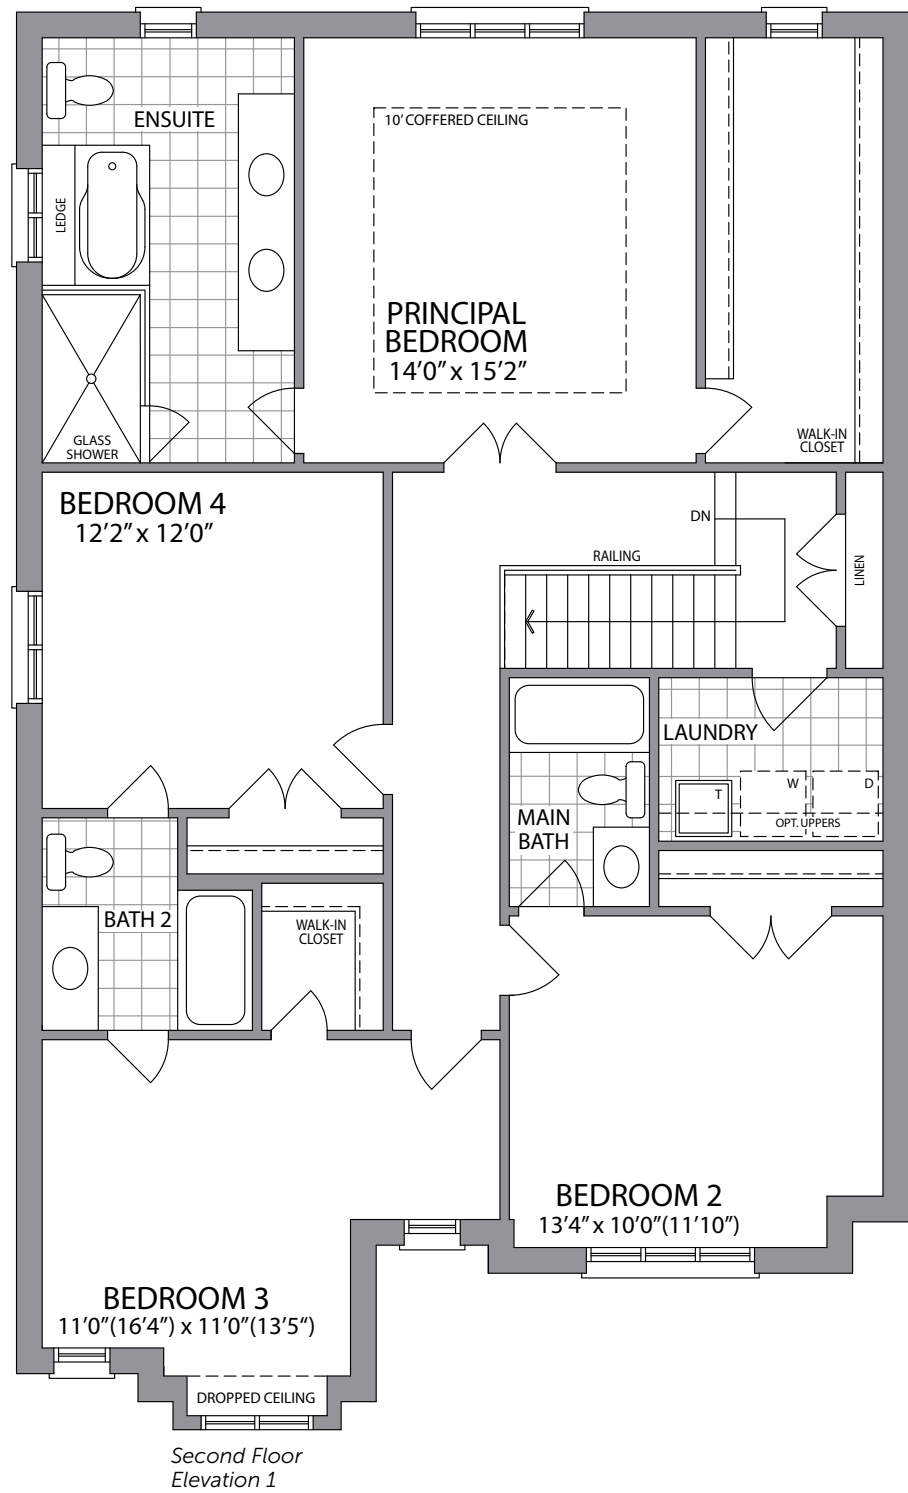 ENSUITE
10' COFFERED CEILING
LEDGE
PRINCIPAL
BEDROOM
14'0" x 15'2"
GLASS
SHOWER
WALK-IN
CLOSET
BEDROOM 4
12'2" x 12'0"
DN
RAILING
LINEN
LAUNDRY
W
D
T
OPT. UPPERS
MAIN
BATH
BATH 2
WALK-IN
CLOSET
BEDROOM 2
13'4" x 10'0"(11'10")
BEDROOM 3
11'0"(16'4") x 11'0"(13'5")
DROPPED CEILING
Second Floor
Elevation 1